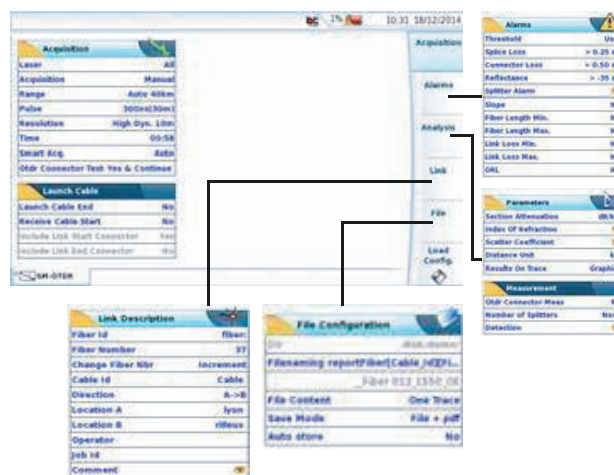 1% 10:31 18/12/2014
Acquisition
Laser All
Acquisition Manual
Range Auto 40km
Pulse 300ns(30m)
Resolution High Dyn. 10m
Time 00:58
Smart Acq. Auto
Otdr Connector Test Yes & Continue
Launch Cable
Launch Cable End No
Receive Cable Start No
Include Link Start Connector Yes
Include Link End Connector No
SM-OTDR
Acquisition
Alarms
Analysis
Link
File
Load
Config.
Alarms
Threshold Us
Splice Loss > 0.25
Connector Loss > 0.50
Reflectance > -35
Splitter Alarm
Slope
Fiber Length Min.
Fiber Length Max.
Link Loss Min.
Link Loss Max.
ORL
Parameters
Section Attenuation
Index Of Refraction
Scatter Coefficient
Distance Unit
Results On Trace Graphi
Measurement
Otdr Connector Meas
Number of Splitters
Detection
Link Description
Fiber Id fiber
Fiber Number 37
Change Fiber Nbr Increment
Cable Id Cable
Direction A->B
Location A lyon
Location B rilleux
Operator
Job Id
Comment
File Configuration
Dir
Filenaming reportFiber[Cable_Id][Fi...
File Content One Trace
Save Mode File + pdf
Auto store No